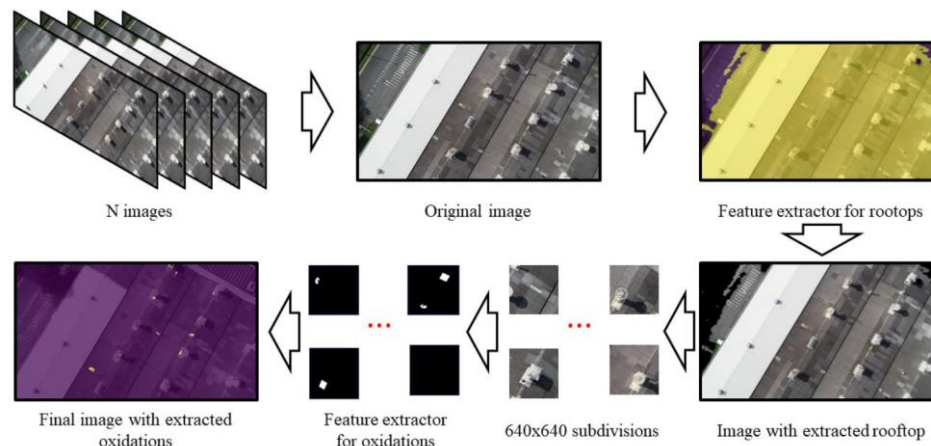 N images
Original image
Feature extractor for rootops
Final image with extracted
oxidations
Feature extractor
for oxidations
640x640 subdivisions
Image with extracted rooftop